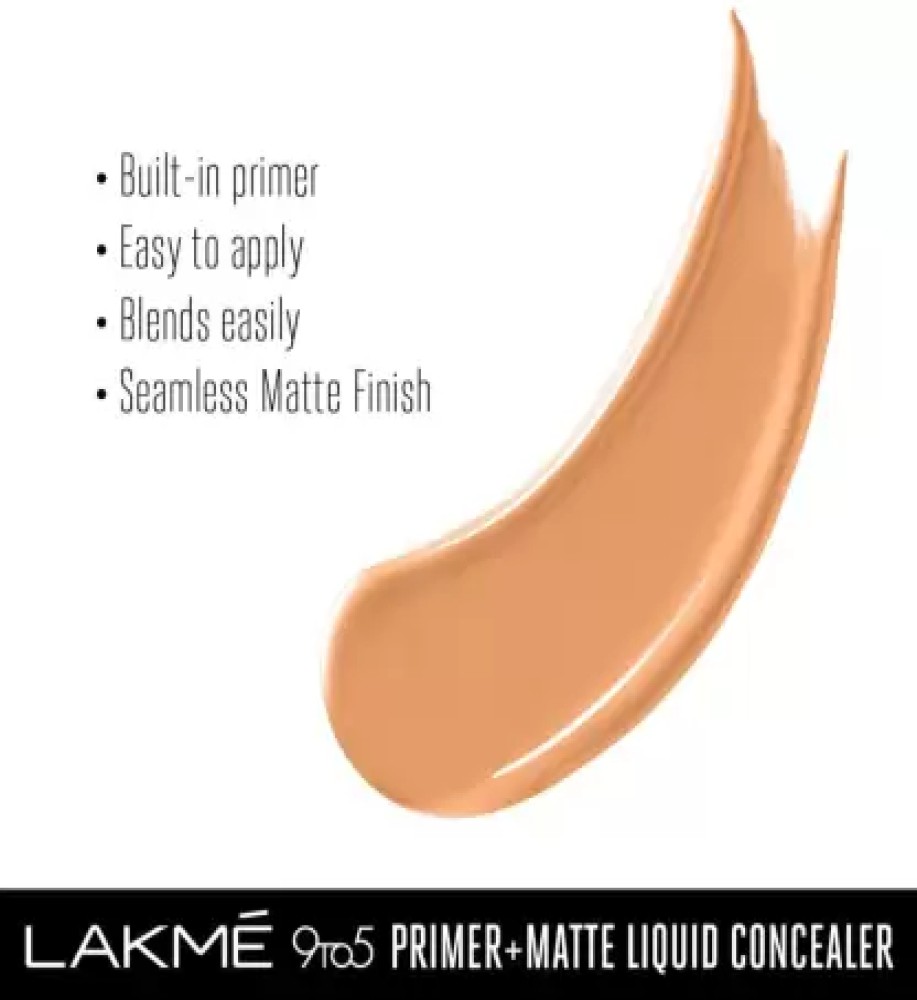 • Built-in primer
• Easy to apply
• Blends easily
• Seamless Matte Finish
LAKMÉ 9TO5 PRIMER+MATTE LIQUID CONCEALER